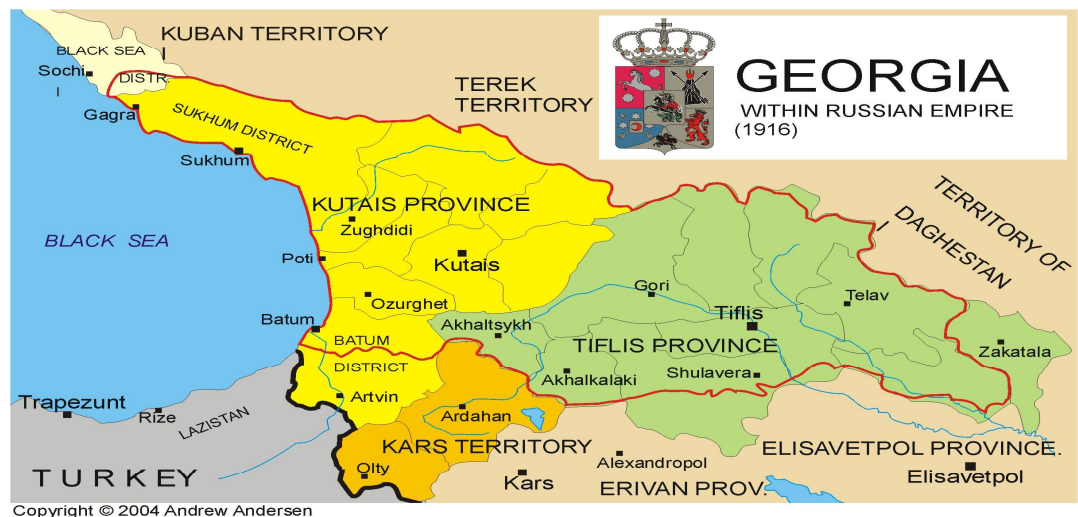 GEORGIA
WITHIN RUSSIAN EMPIRE
(1916)
KUBAN TERRITORY
BLACK SEA
DISTR.
Sochi
TEREK
TERRITORY
Gagra
SUKHUM DISTRICT
Sukhum
TERRITORY OF
DAGHESTAN
KUTAIS PROVINCE
Zughdidi
BLACK SEA
Poti
Kutais
Gori
Telav
Ozurghet
Batum
Akhaltsykh
Tiflis
BATUM
DISTRICT
TIFLIS PROVINCE
Zakatala
Akhalkalaki
Shulavera
Artvin
Trapezunt
Rize
LAZISTAN
Ardahan
KARS TERRITORY
ELISAVETPOL PROVINCE.
Alexandropol
Elisavetpol
Olty
Kars
TURKEY
ERIVAN PROV.
Copyright © 2004 Andrew Andersen